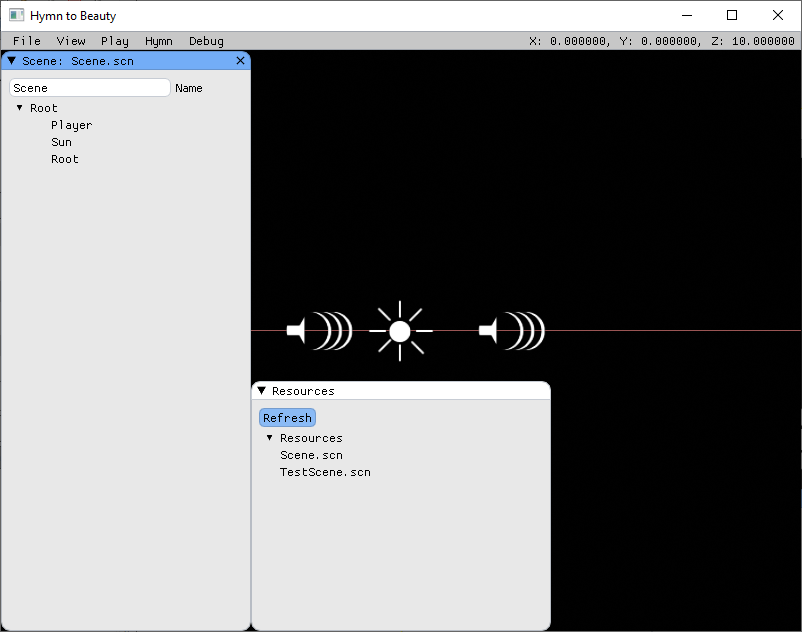 Hymn to Beauty
File View Play Hymn Debug X: 0.000000, Y: 0.000000, Z: 10.000000
Scene: Scene.scn
Scene Name
Root
Player
Sun
Root
Resources
Refresh
Resources
Scene.scn
TestScene.scn